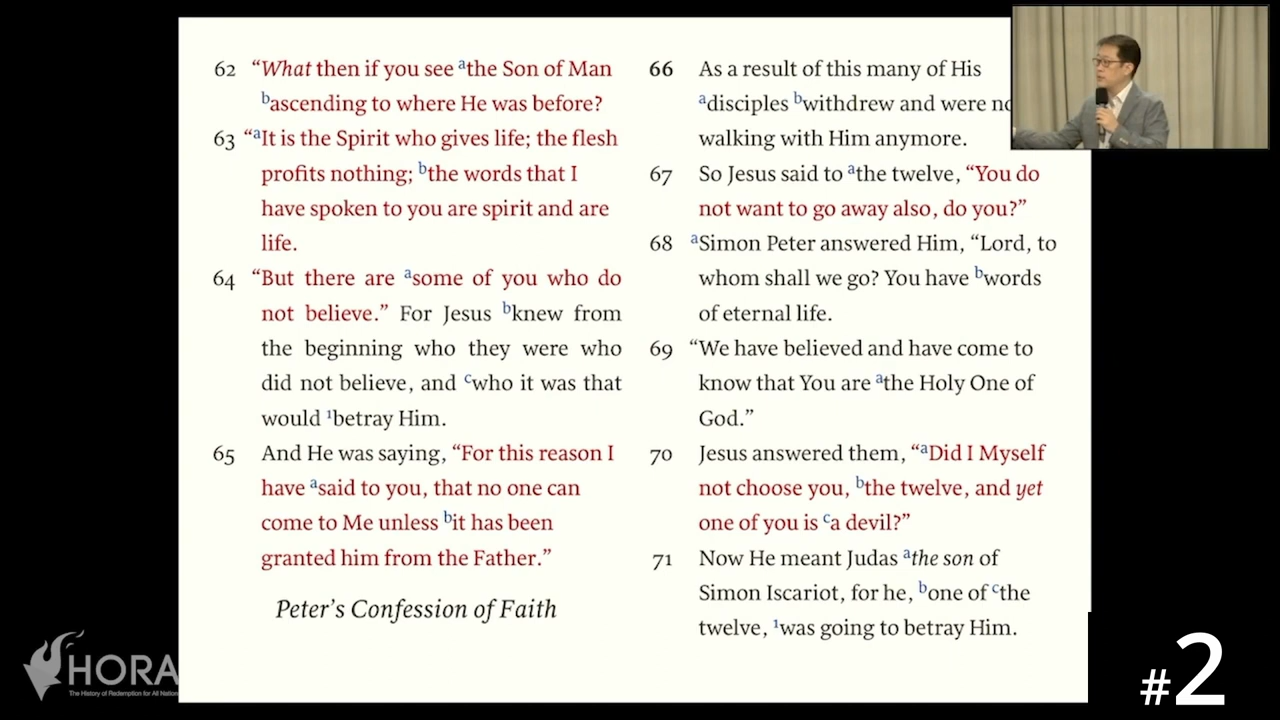 62 “What then if you see ªthe Son of Man
ᵇascending to where He was before?
63 “ªIt is the Spirit who gives life; the flesh
profits nothing; ᵇthe words that I
have spoken to you are spirit and are
life.
64 “But there are ªsome of you who do
not believe.” For Jesus ᵇknew from
the beginning who they were who
did not believe, and ᶜwho it was that
would ¹betray Him.
65 And He was saying, “For this reason I
have ªsaid to you, that no one can
come to Me unless ᵇit has been
granted him from the Father.”
Peter’s Confession of Faith
66 As a result of this many of His
ªdisciples ᵇwithdrew and were
walking with Him anymore.
67 So Jesus said to ªthe twelve, “You do
not want to go away also, do you?”
68 ªSimon Peter answered Him, “Lord, to
whom shall we go? You have ᵇwords
of eternal life.
69 “We have believed and have come to
know that You are ªthe Holy One of
God.”
70 Jesus answered them, “ªDid I Myself
not choose you, ᵇthe twelve, and yet
one of you is ᶜa devil?”
71 Now He meant Judas ªthe son of
Simon Iscariot, for he, ᵇone of ᶜthe
twelve, ¹was going to betray Him.
HORA
The History of Redemption for All Nation
#2